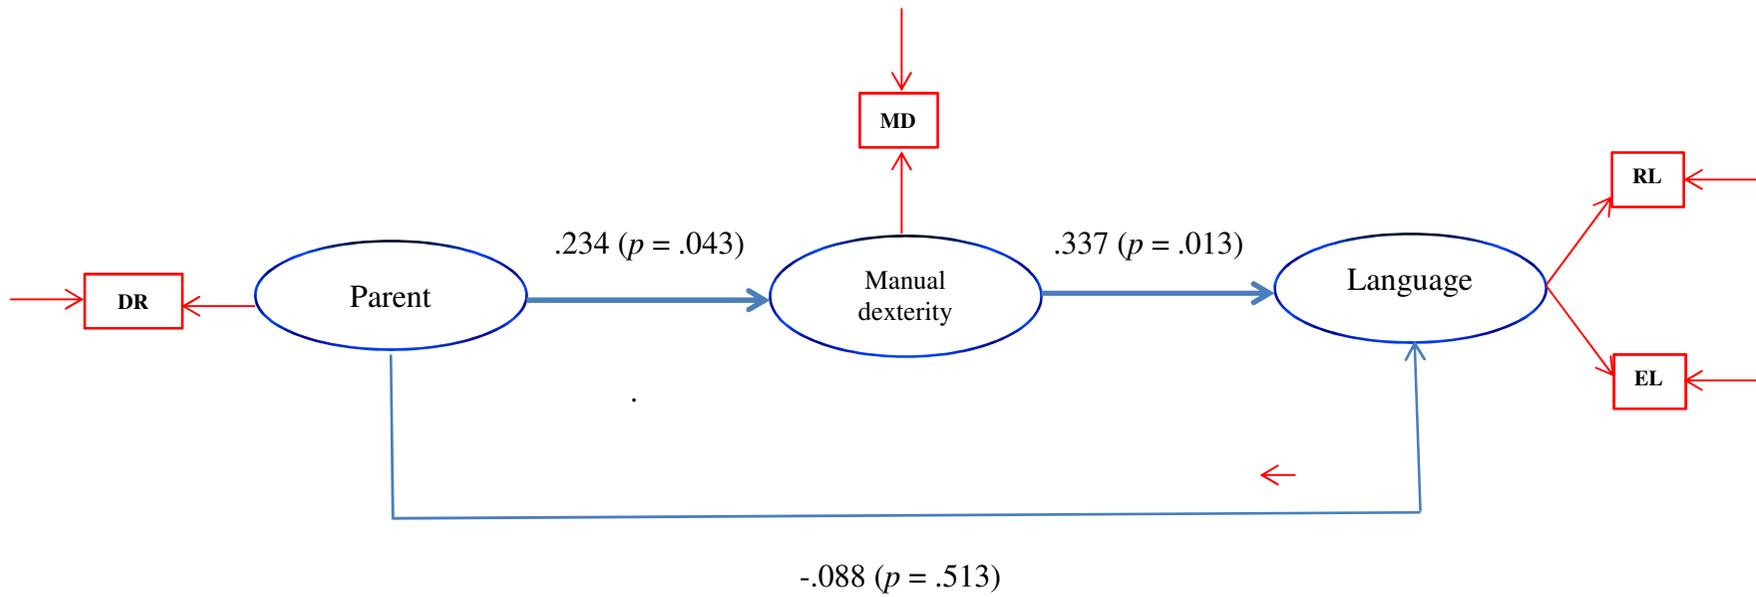 MD
RL
.234 (p = .043)
.337 (p = .013)
DR
Parent
Manual
dexterity
Language
EL
.
-.088 (p = .513)